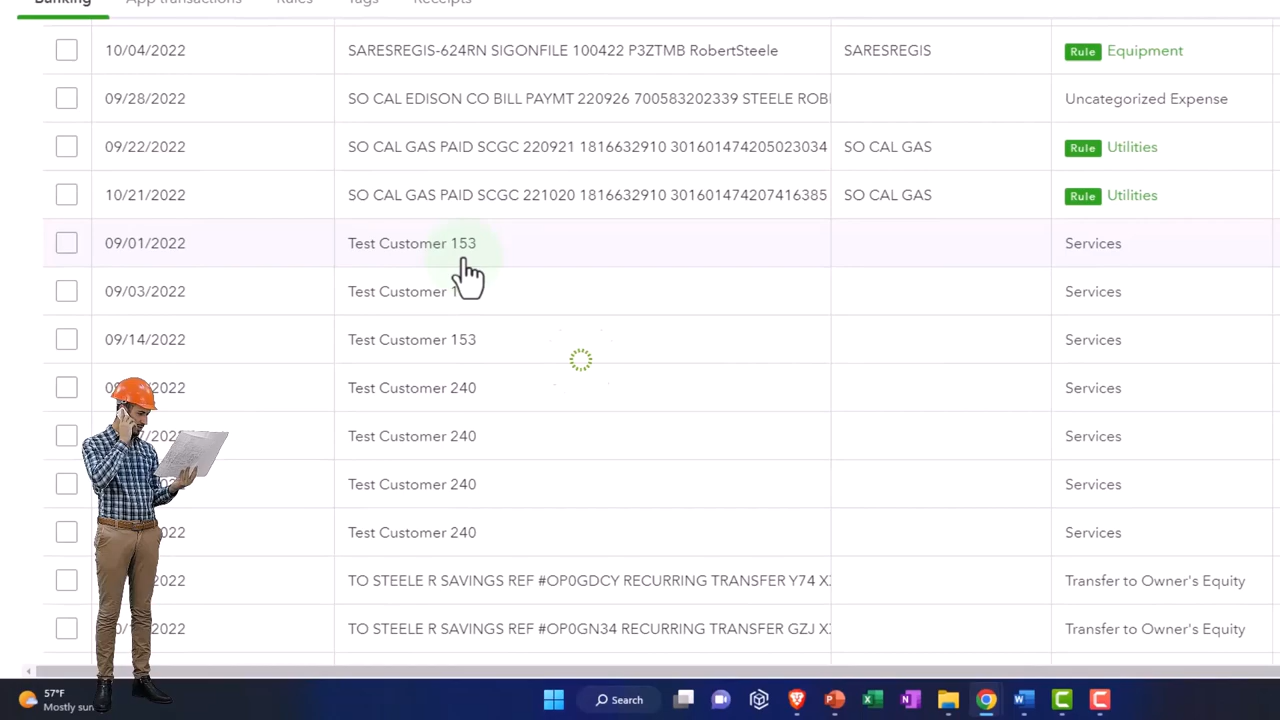 Banking App transactions Rules Tags Receipts
10/04/2022 SARESREGIS-624RN SIGONFILE 100422 P3ZTMB RobertSteele SARESREGIS Rule Equipment
09/28/2022 SO CAL EDISON CO BILL PAYMT 220926 700583202339 STEELE Uncategorized Expense
09/22/2022 SO CAL GAS PAID SCGC 220921 1816632910 301601474205023034 SO CAL GAS Rule Utilities
10/21/2022 SO CAL GAS PAID SCGC 221020 1816632910 301601474207416385 SO CAL GAS Rule Utilities
09/01/2022 Test Customer 153 Services
09/03/2022 Test Customer Services
09/14/2022 Test Customer 153 Services
2022 Test Customer 240 Services
2022 Test Customer 240 Services
2022 Test Customer 240 Services
2022 Test Customer 240 Services
2022 TO STEELE R SAVINGS REF #OP0GDCY RECURRING TRANSFER Y74 Transfer to Owner's Equity
2022 TO STEELE R SAVINGS REF #OP0GN34 RECURRING TRANSFER GZJ Transfer to Owner's Equity
57°F
Mostly
Search